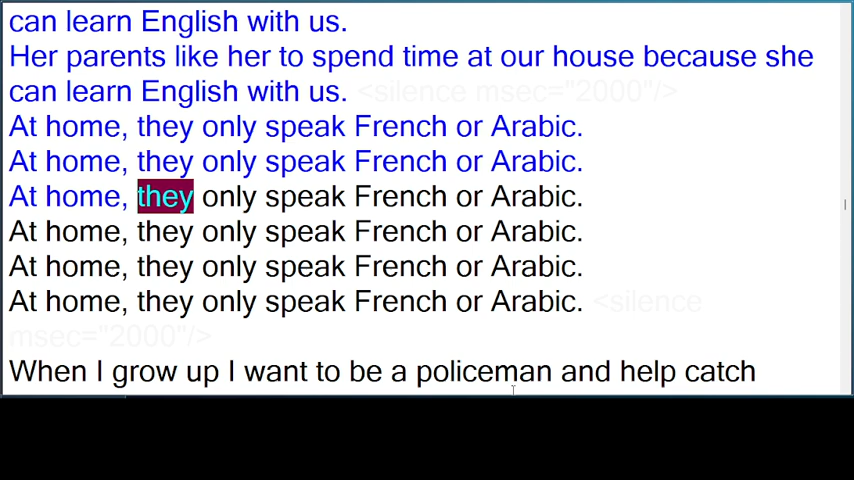 can learn English with us.
Her parents like her to spend time at our house because she
can learn English with us. <silence msec="2000"/>
At home, they only speak French or Arabic.
At home, they only speak French or Arabic.
At home, they only speak French or Arabic.
At home, they only speak French or Arabic.
At home, they only speak French or Arabic.
At home, they only speak French or Arabic. <silence
msec="2000"/>
When I grow up I want to be a policeman and help catch